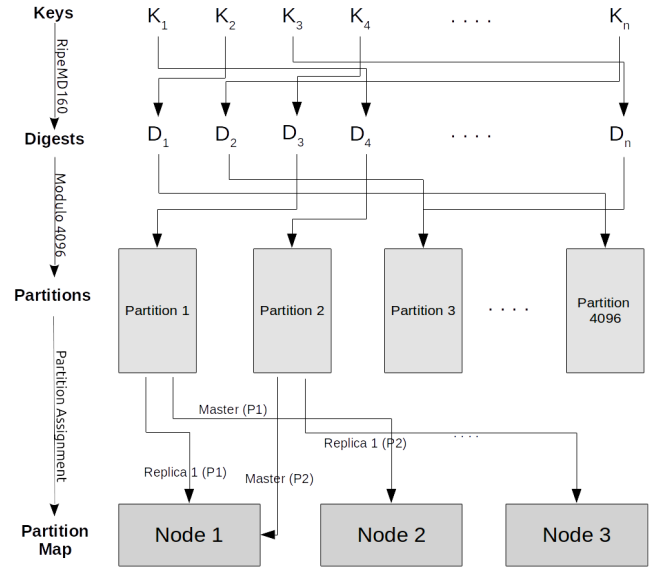 Keys
K1 K2 K3 K4 . . . . Kn
RipeMD160
Digests
D1 D2 D3 D4 . . . . Dn
Modulo 4096
Partitions
Partition 1
Partition 2
Partition 3
. . . .
Partition
4096
Partition Assignment
Master (P1)
Replica 1 (P2)
. . . .
Replica 1 (P1)
Master (P2)
Partition
Map
Node 1
Node 2
Node 3